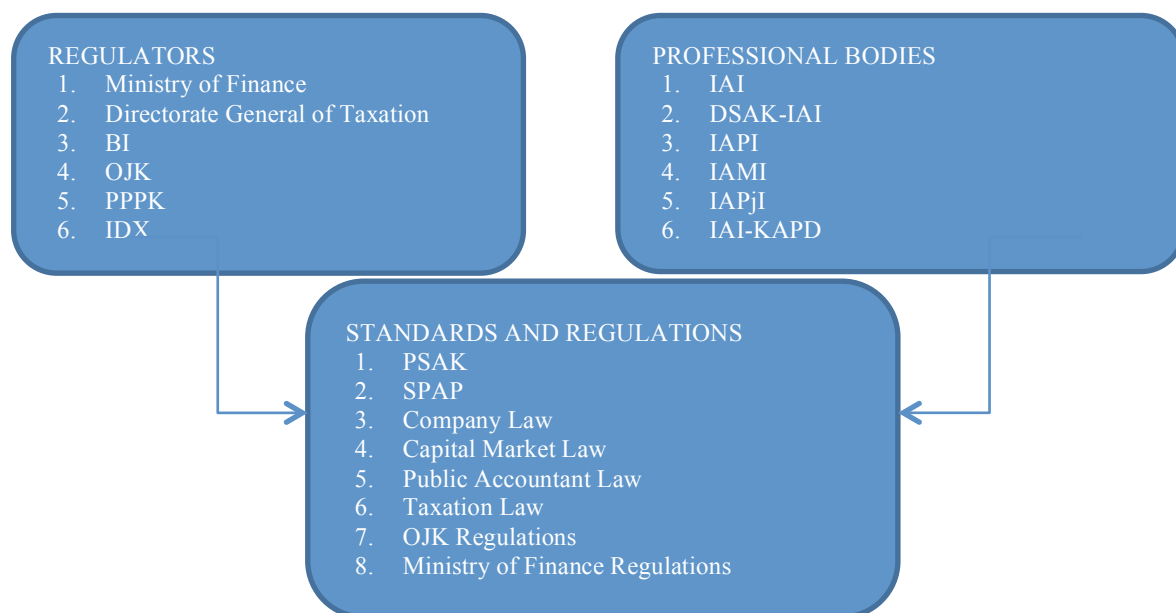 REGULATORS
1. Ministry of Finance
2. Directorate General of Taxation
3. BI
4. OJK
5. PPPK
6. IDX
PROFESSIONAL BODIES
1. IAI
2. DSAK-IAI
3. IAPI
4. IAMI
5. IAPjI
6. IAI-KAPD
STANDARDS AND REGULATIONS
1. PSAK
2. SPAP
3. Company Law
4. Capital Market Law
5. Public Accountant Law
6. Taxation Law
7. OJK Regulations
8. Ministry of Finance Regulations